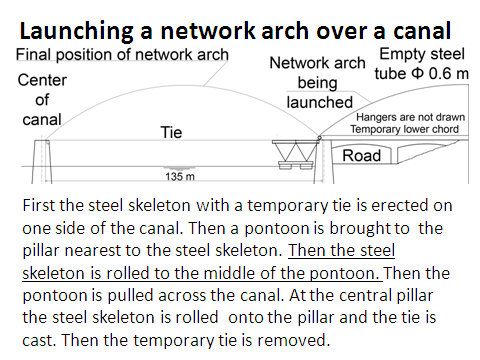 Launching a network arch over a canal
Final position of network arch
Center
of
canal
Tie
135 m
Network arch
being
launched
Empty steel
tube Φ 0.6 m
Hangers are not drawn
Temporary lower chord
Road
First the steel skeleton with a temporary tie is erected on
one side of the canal. Then a pontoon is brought to the
pillar nearest to the steel skeleton. Then the steel
skeleton is rolled to the middle of the pontoon. Then the
pontoon is pulled across the canal. At the central pillar
the steel skeleton is rolled onto the pillar and the tie is
cast. Then the temporary tie is removed.